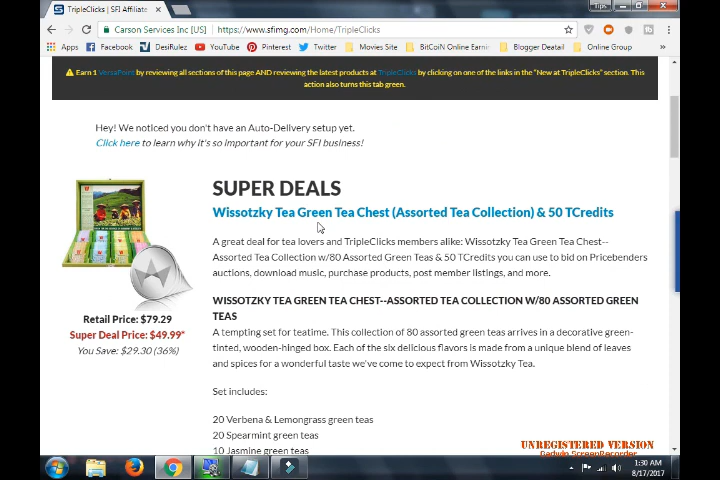 TripleClicks | SFI Affiliate
Tips
Carson Services Inc [US] | https://www.sfimg.com/Home/TripleClicks
Apps Facebook DesiRulez YouTube Pinterest Twitter Movies Site BitCoiN Online Earnin Blogger Deatail Online Group
Earn 1 VersaPoint by reviewing all sections of this page AND reviewing the latest products at TripleClicks by clicking on one of the links in the "New at TripleClicks" section. This
action also turns this tab green.
Hey! We noticed you don't have an Auto-Delivery setup yet.
Click here to learn why it's so important for your SFI business!
SUPER DEALS
Wissotzky Tea Green Tea Chest (Assorted Tea Collection) & 50 TCredits
A great deal for tea lovers and TripleClicks members alike: Wissotzky Tea Green Tea Chest--
Assorted Tea Collection w/80 Assorted Green Teas & 50 TCredits you can use to bid on Pricebenders
auctions, download music, purchase products, post member listings, and more.
Retail Price: $79.29
Super Deal Price: $49.99*
You Save: $29.30 (36%)
WISSOTZKY TEA GREEN TEA CHEST--ASSORTED TEA COLLECTION W/80 ASSORTED GREEN
TEAS
A tempting set for teatime. This collection of 80 assorted green teas arrives in a decorative green-
tinted, wooden-hinged box. Each of the six delicious flavors is made from a unique blend of leaves
and spices for a wonderful taste we've come to expect from Wissotzky Tea.
Set includes:
20 Verbena & Lemongrass green teas
20 Spearmint green teas
10 Jasmine green teas
UNREGISTERED VERSION
Gadwin ScreenRecorder
1:30 AM
8/17/2017